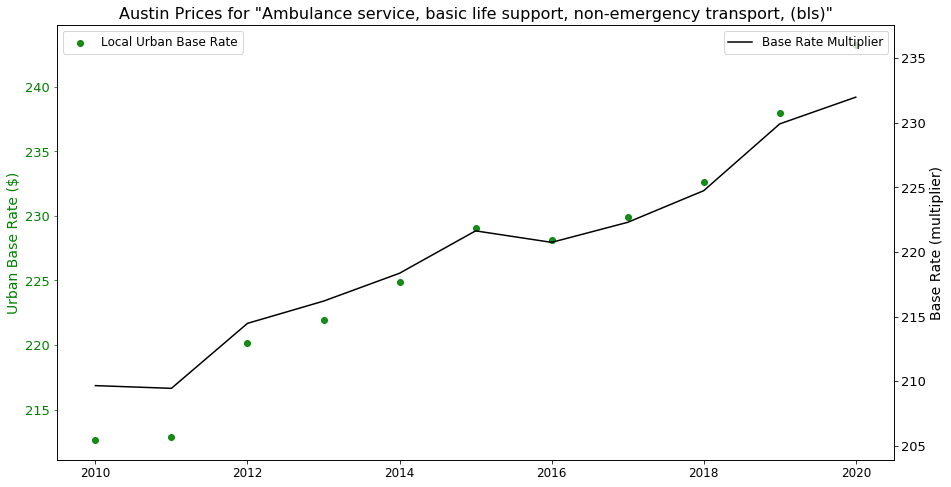 Austin Prices for "Ambulance service, basic life support, non-emergency transport, (bls)"
Local Urban Base Rate
Base Rate Multiplier
Urban Base Rate ($)
240
235
230
225
220
215
235
230
225
220
215
210
205
Base Rate (multiplier)
2010 2012 2014 2016 2018 2020